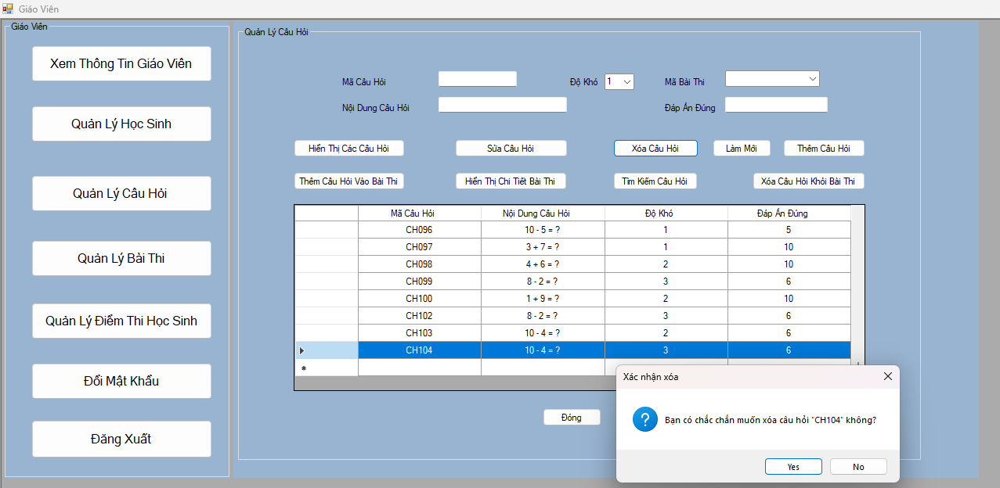 Giáo Viên
Giáo Viên
Xem Thông Tin Giáo Viên
Quản Lý Học Sinh
Quản Lý Câu Hỏi
Quản Lý Bài Thi
Quản Lý Điểm Thi Học Sinh
Đổi Mật Khẩu
Đăng Xuất
Quản Lý Câu Hỏi
Mã Câu Hỏi Độ Khó 1 Mã Bài Thi
Nội Dung Câu Hỏi Đáp Án Đúng
Hiển Thị Các Câu Hỏi Sửa Câu Hỏi Xóa Câu Hỏi Làm Mới Thêm Câu Hỏi
Thêm Câu Hỏi Vào Bài Thi Hiển Thị Chi Tiết Bài Thi Tìm Kiếm Câu Hỏi Xóa Câu Hỏi Khỏi Bài Thi
Mã Câu Hỏi Nội Dung Câu Hỏi Độ Khó Đáp Án Đúng
CH096 10 - 5 = ? 1 5
CH097 3 + 7 = ? 1 10
CH098 4 + 6 = ? 2 10
CH099 8 - 2 = ? 3 6
CH100 1 + 9 = ? 2 10
CH102 8 - 2 = ? 3 6
CH103 10 - 4 = ? 2 6
CH104 10 - 4 = ? 3 6
Đóng
Xác nhận xóa
Bạn có chắc chắn muốn xóa câu hỏi "CH104" không?
Yes No